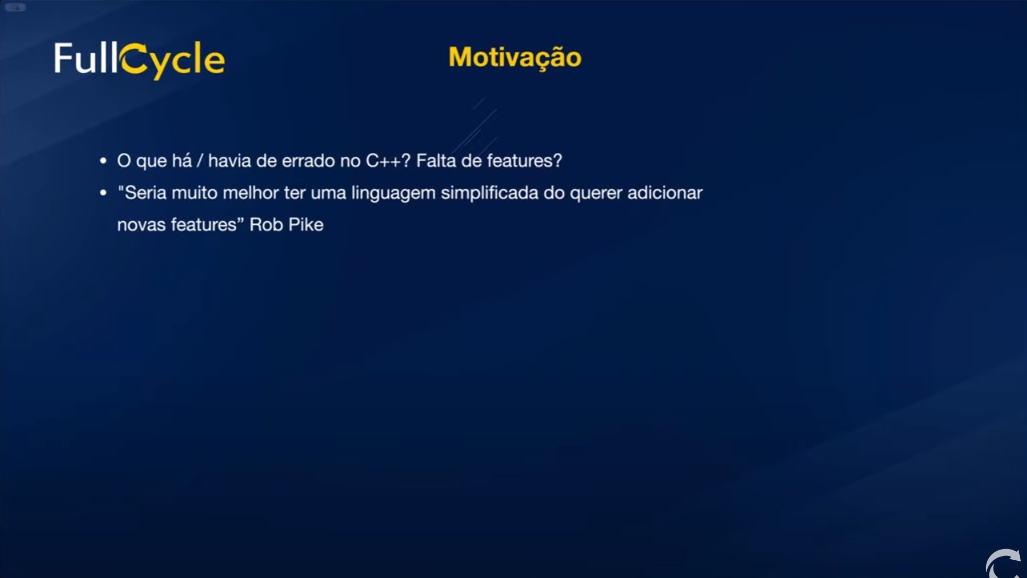 FullCycle
Motivação
• O que há / havia de errado no C++? Falta de features?
• "Seria muito melhor ter uma linguagem simplificada do querer adicionar
novas features” Rob Pike